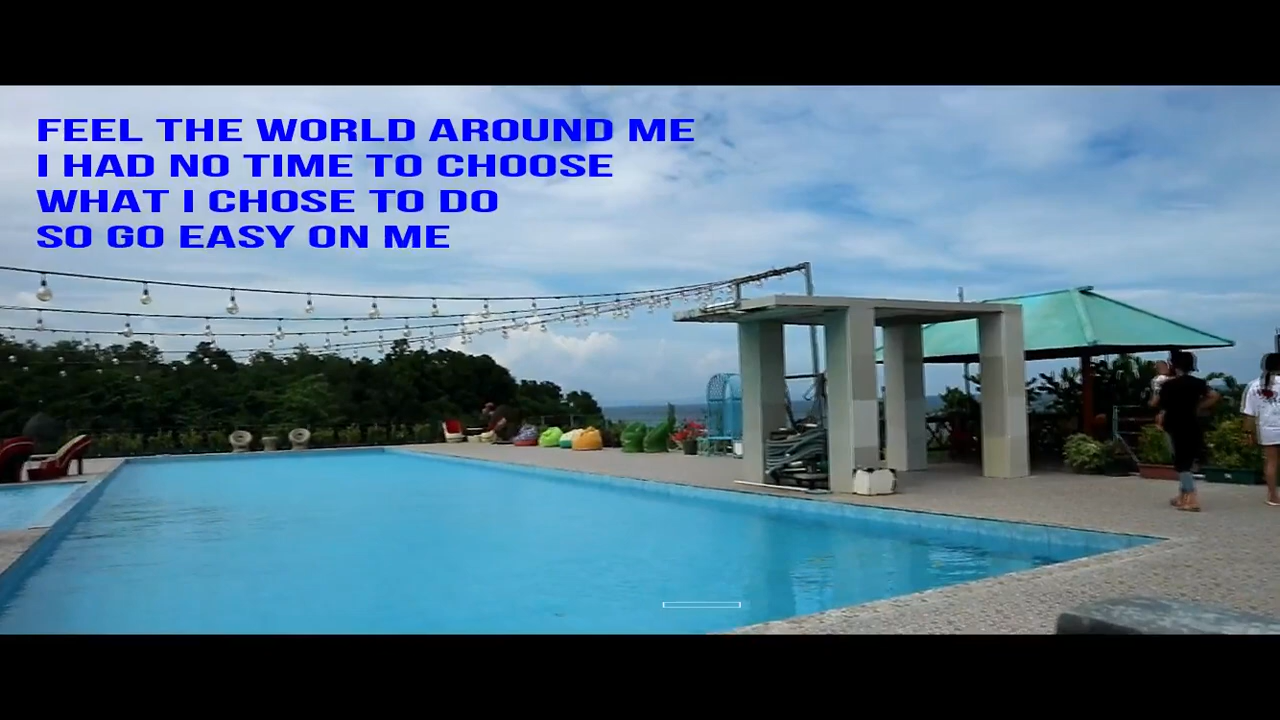 FEEL THE WORLD AROUND ME
I HAD NO TIME TO CHOOSE
WHAT I CHOSE TO DO
SO GO EASY ON ME